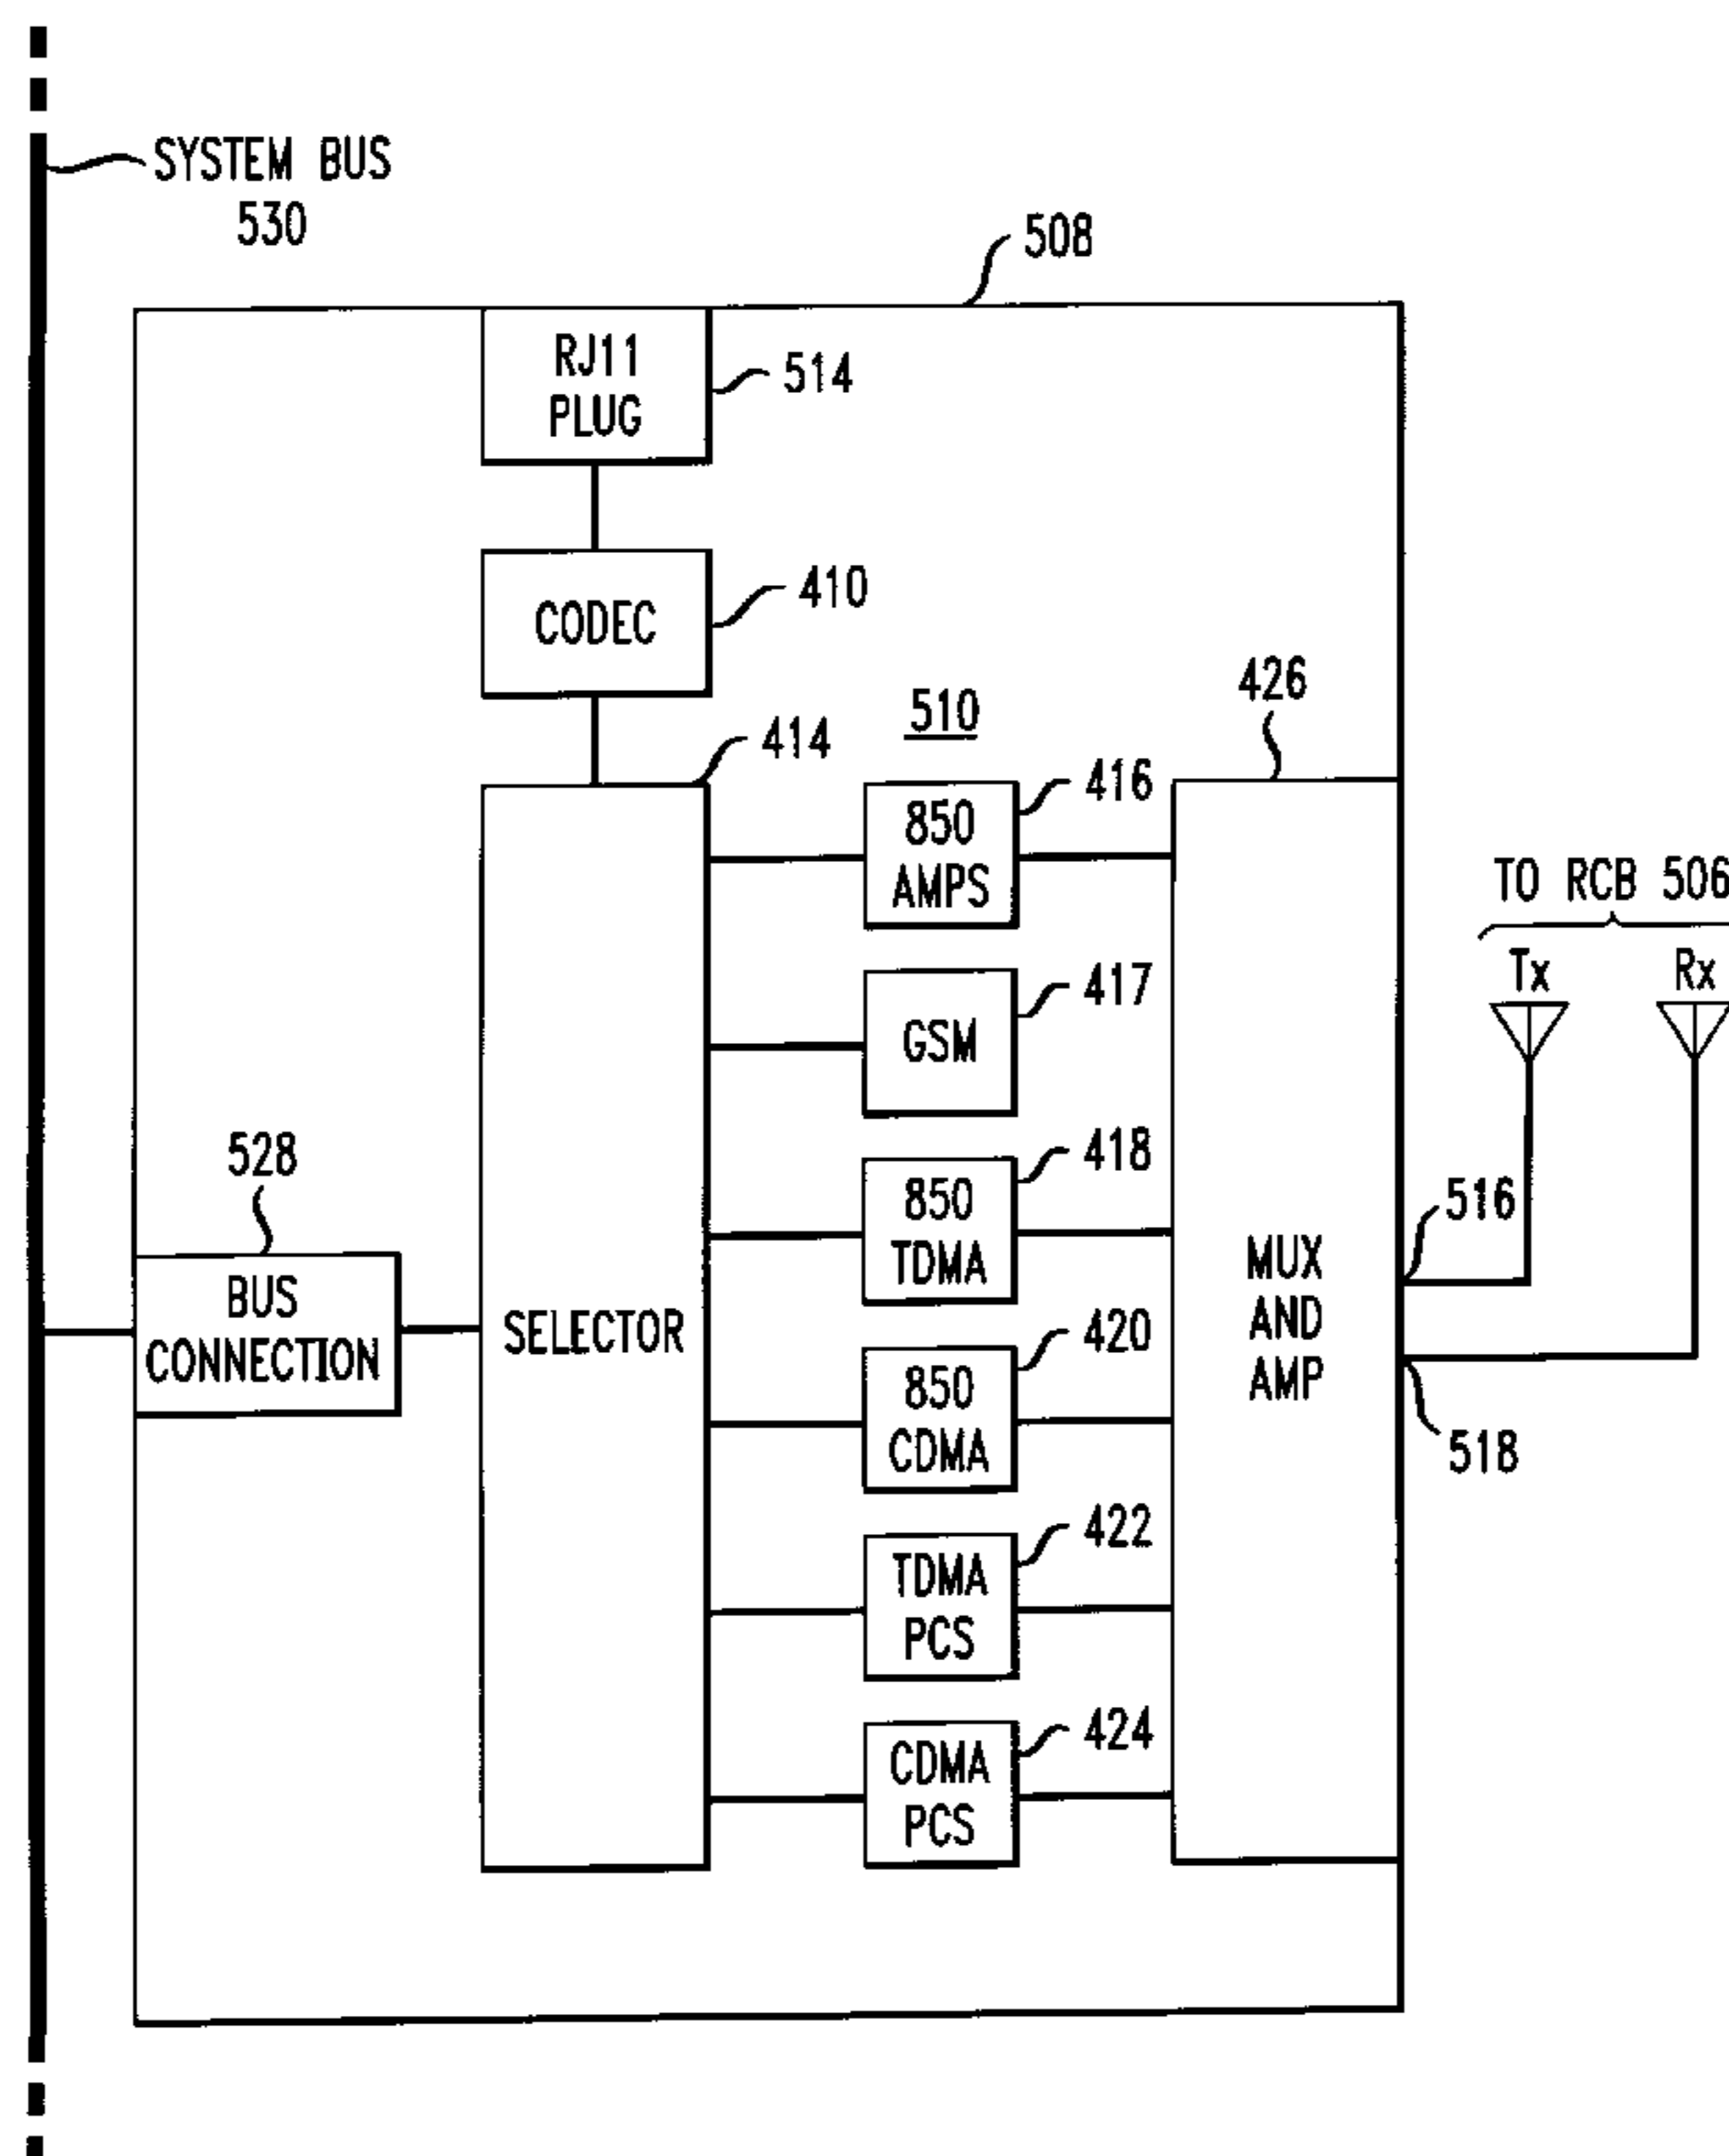 SYSTEM BUS
530
508
RJ11
PLUG
514
CODEC
410
414
510
426
850
AMPS
416
TO RCB 506
Tx
Rx
GSM
417
528
850
TDMA
418
516
BUS
CONNECTION
SELECTOR
MUX
AND
AMP
850
CDMA
420
518
TDMA
PCS
422
CDMA
PCS
424